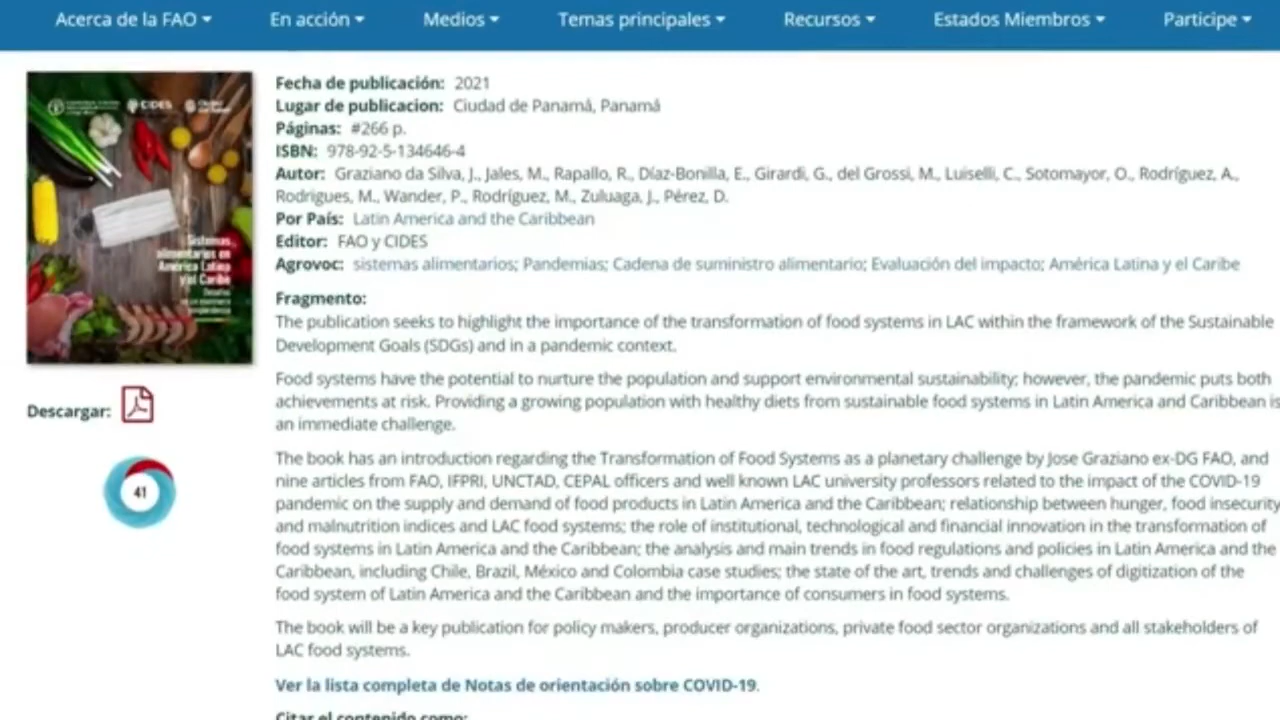 Acerca de la FAO
En acción
Medios
Temas principales
Recursos
Estados Miembros
Participe
CIDES
Sistemas
alimentarios en
América Latina
y el Caribe
Descargar:
41
Fecha de publicación: 2021
Lugar de publicacion: Ciudad de Panamá, Panamá
Páginas: #266 p.
ISBN: 978-92-5-134646-4
Autor: Graziano da Silva, J., Jales, M., Rapallo, R., Díaz-Bonilla, E., Girardi, G., del Grossi, M., Luiselli, C., Sotomayor, O., Rodríguez, A.,
Rodrigues, M., Wander, P., Rodríguez, M., Zuluaga, J., Pérez, D.
Por País: Latin America and the Caribbean
Editor: FAO y CIDES
Agrovoc: sistemas alimentarios; Pandemias; Cadena de suministro alimentario; Evaluación del impacto; América Latina y el Caribe
Fragmento:
The publication seeks to highlight the importance of the transformation of food systems in LAC within the framework of the Sustainable
Development Goals (SDGs) and in a pandemic context.
Food systems have the potential to nurture the population and support environmental sustainability; however, the pandemic puts both
achievements at risk. Providing a growing population with healthy diets from sustainable food systems in Latin America and Caribbean is
an immediate challenge.
The book has an introduction regarding the Transformation of Food Systems as a planetary challenge by Jose Graziano ex-DG FAO, and
nine articles from FAO, IFPRI, UNCTAD, CEPAL officers and well known LAC university professors related to the impact of the COVID-19
pandemic on the supply and demand of food products in Latin America and the Caribbean; relationship between hunger, food insecurity
and malnutrition indices and LAC food systems; the role of institutional, technological and financial innovation in the transformation of
food systems in Latin America and the Caribbean; the analysis and main trends in food regulations and policies in Latin America and the
Caribbean, including Chile, Brazil, México and Colombia case studies; the state of the art, trends and challenges of digitization of the
food system of Latin America and the Caribbean and the importance of consumers in food systems.
The book will be a key publication for policy makers, producer organizations, private food sector organizations and all stakeholders of
LAC food systems.
Ver la lista completa de Notas de orientación sobre COVID-19.
Citar el contenido como: